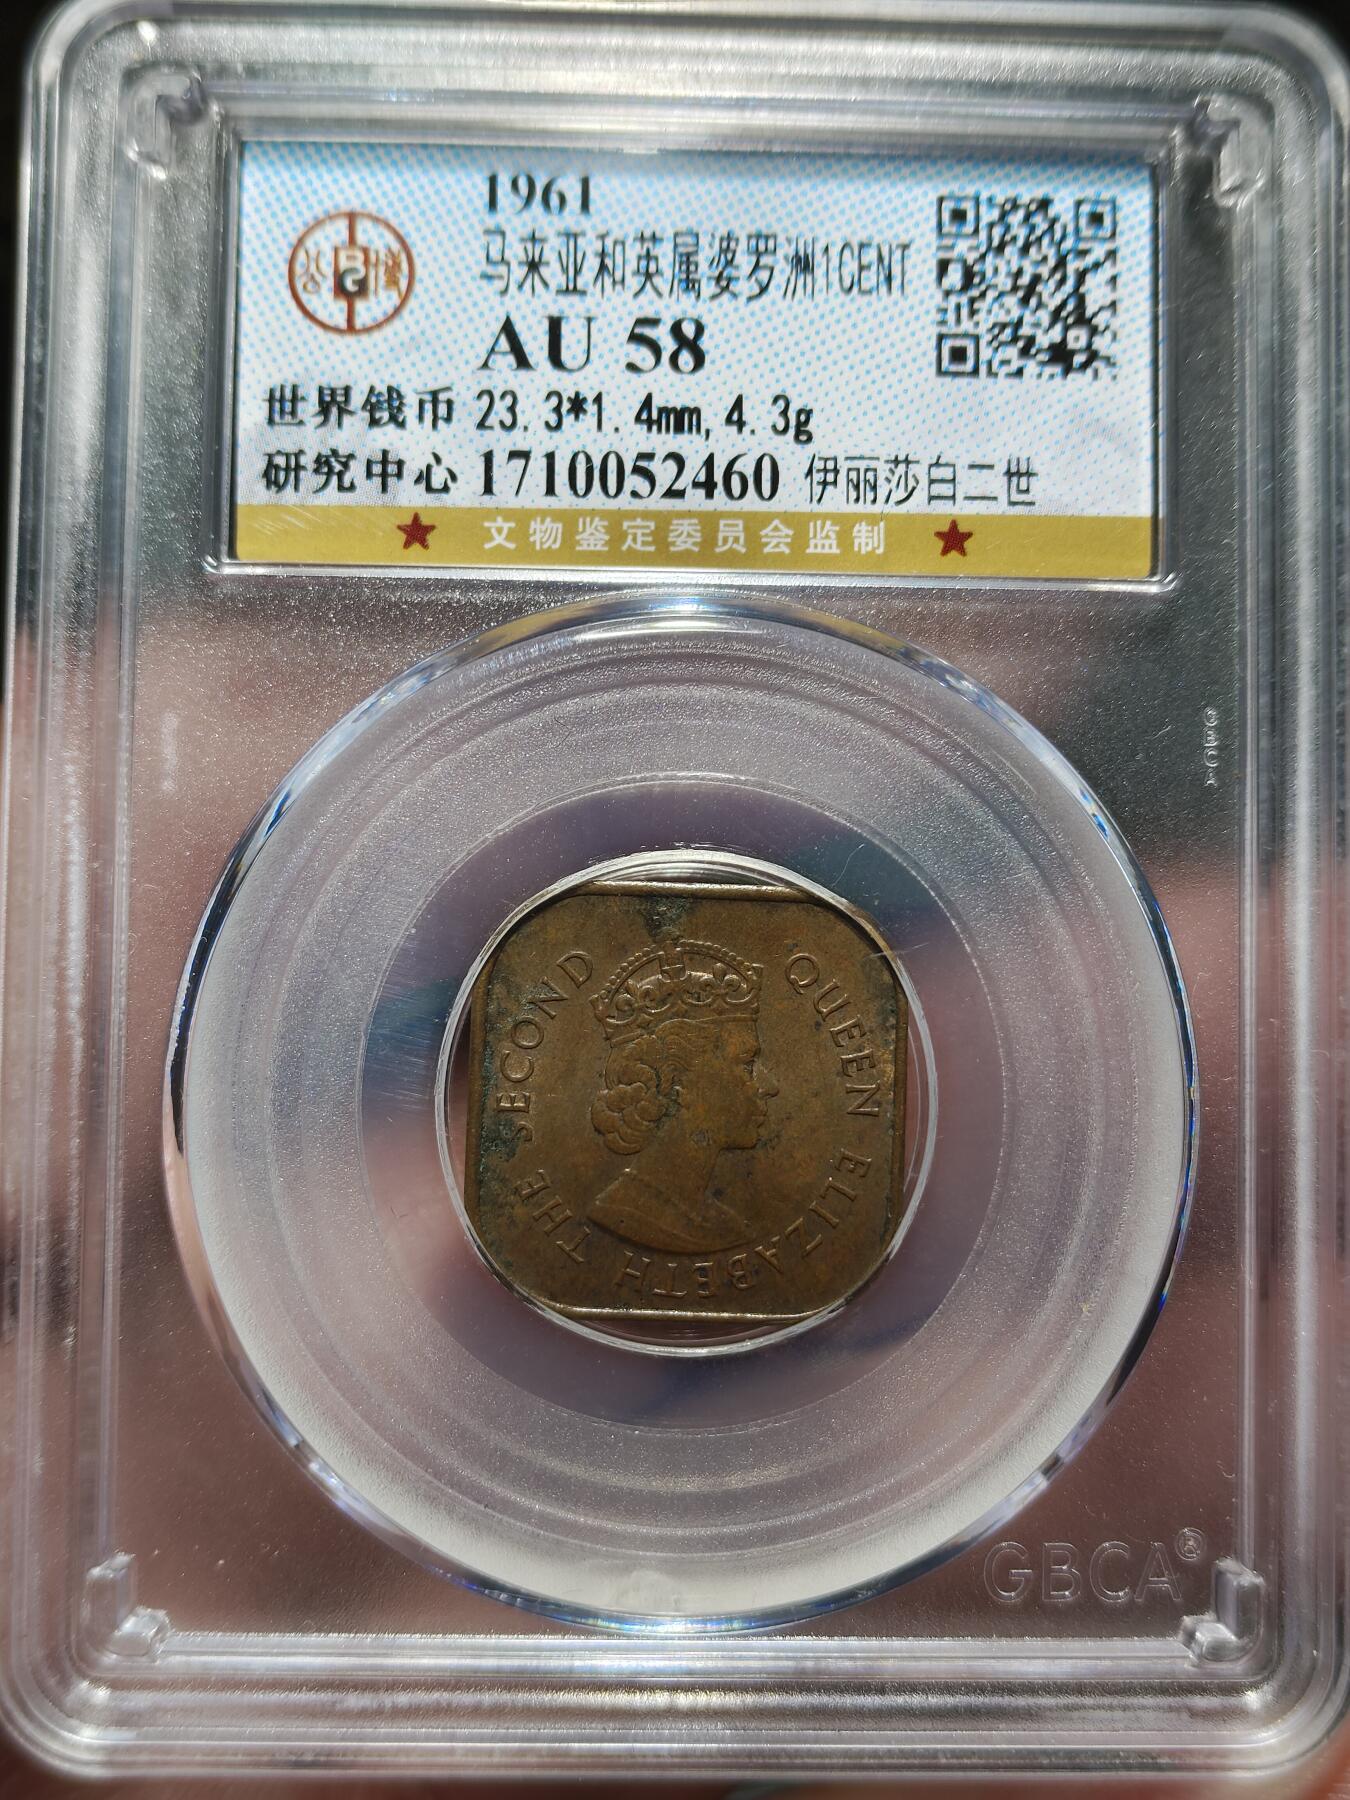 1961
公 博
马来亚和英属婆罗洲1CENT
AU 58
世界钱币 23.3*1.4mm,4.3g
研究中心 1710052460 伊丽莎白二世
★ 文物鉴定委员会监制 ★
QUEEN ELIZABETH THE SECOND
GBCA®